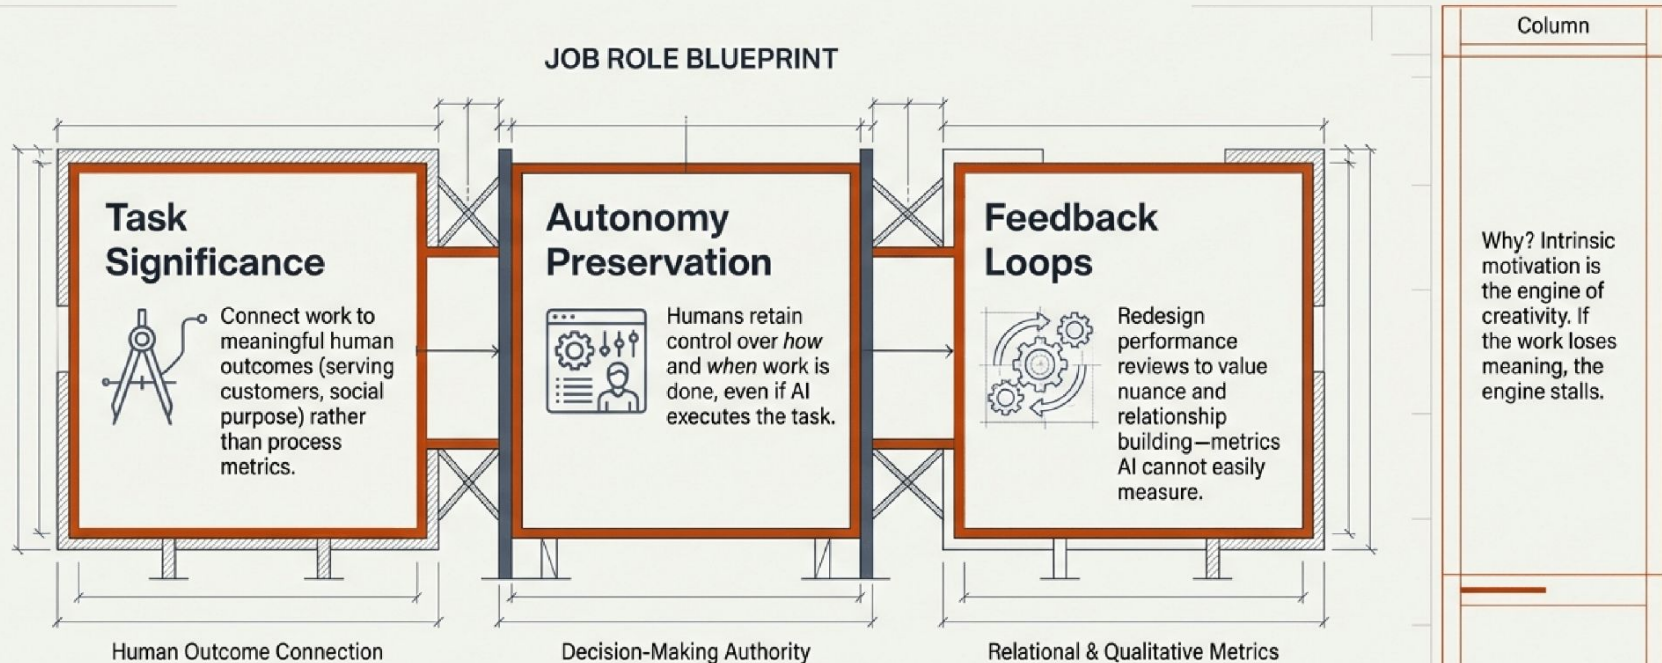 JOB ROLE BLUEPRINT
Task
Significance
Connect work to
meaningful human
outcomes (serving
customers, social
purpose) rather
than process
metrics.
Human Outcome Connection
Autonomy
Preservation
Humans retain
control over how
and when work is
done, even if AI
executes the task.
Decision-Making Authority
Feedback
Loops
Redesign
performance
reviews to value
nuance and
relationship
building—metrics
AI cannot easily
measure.
Relational & Qualitative Metrics
Column
Why? Intrinsic
motivation is
the engine of
creativity. If
the work loses
meaning, the
engine stalls.